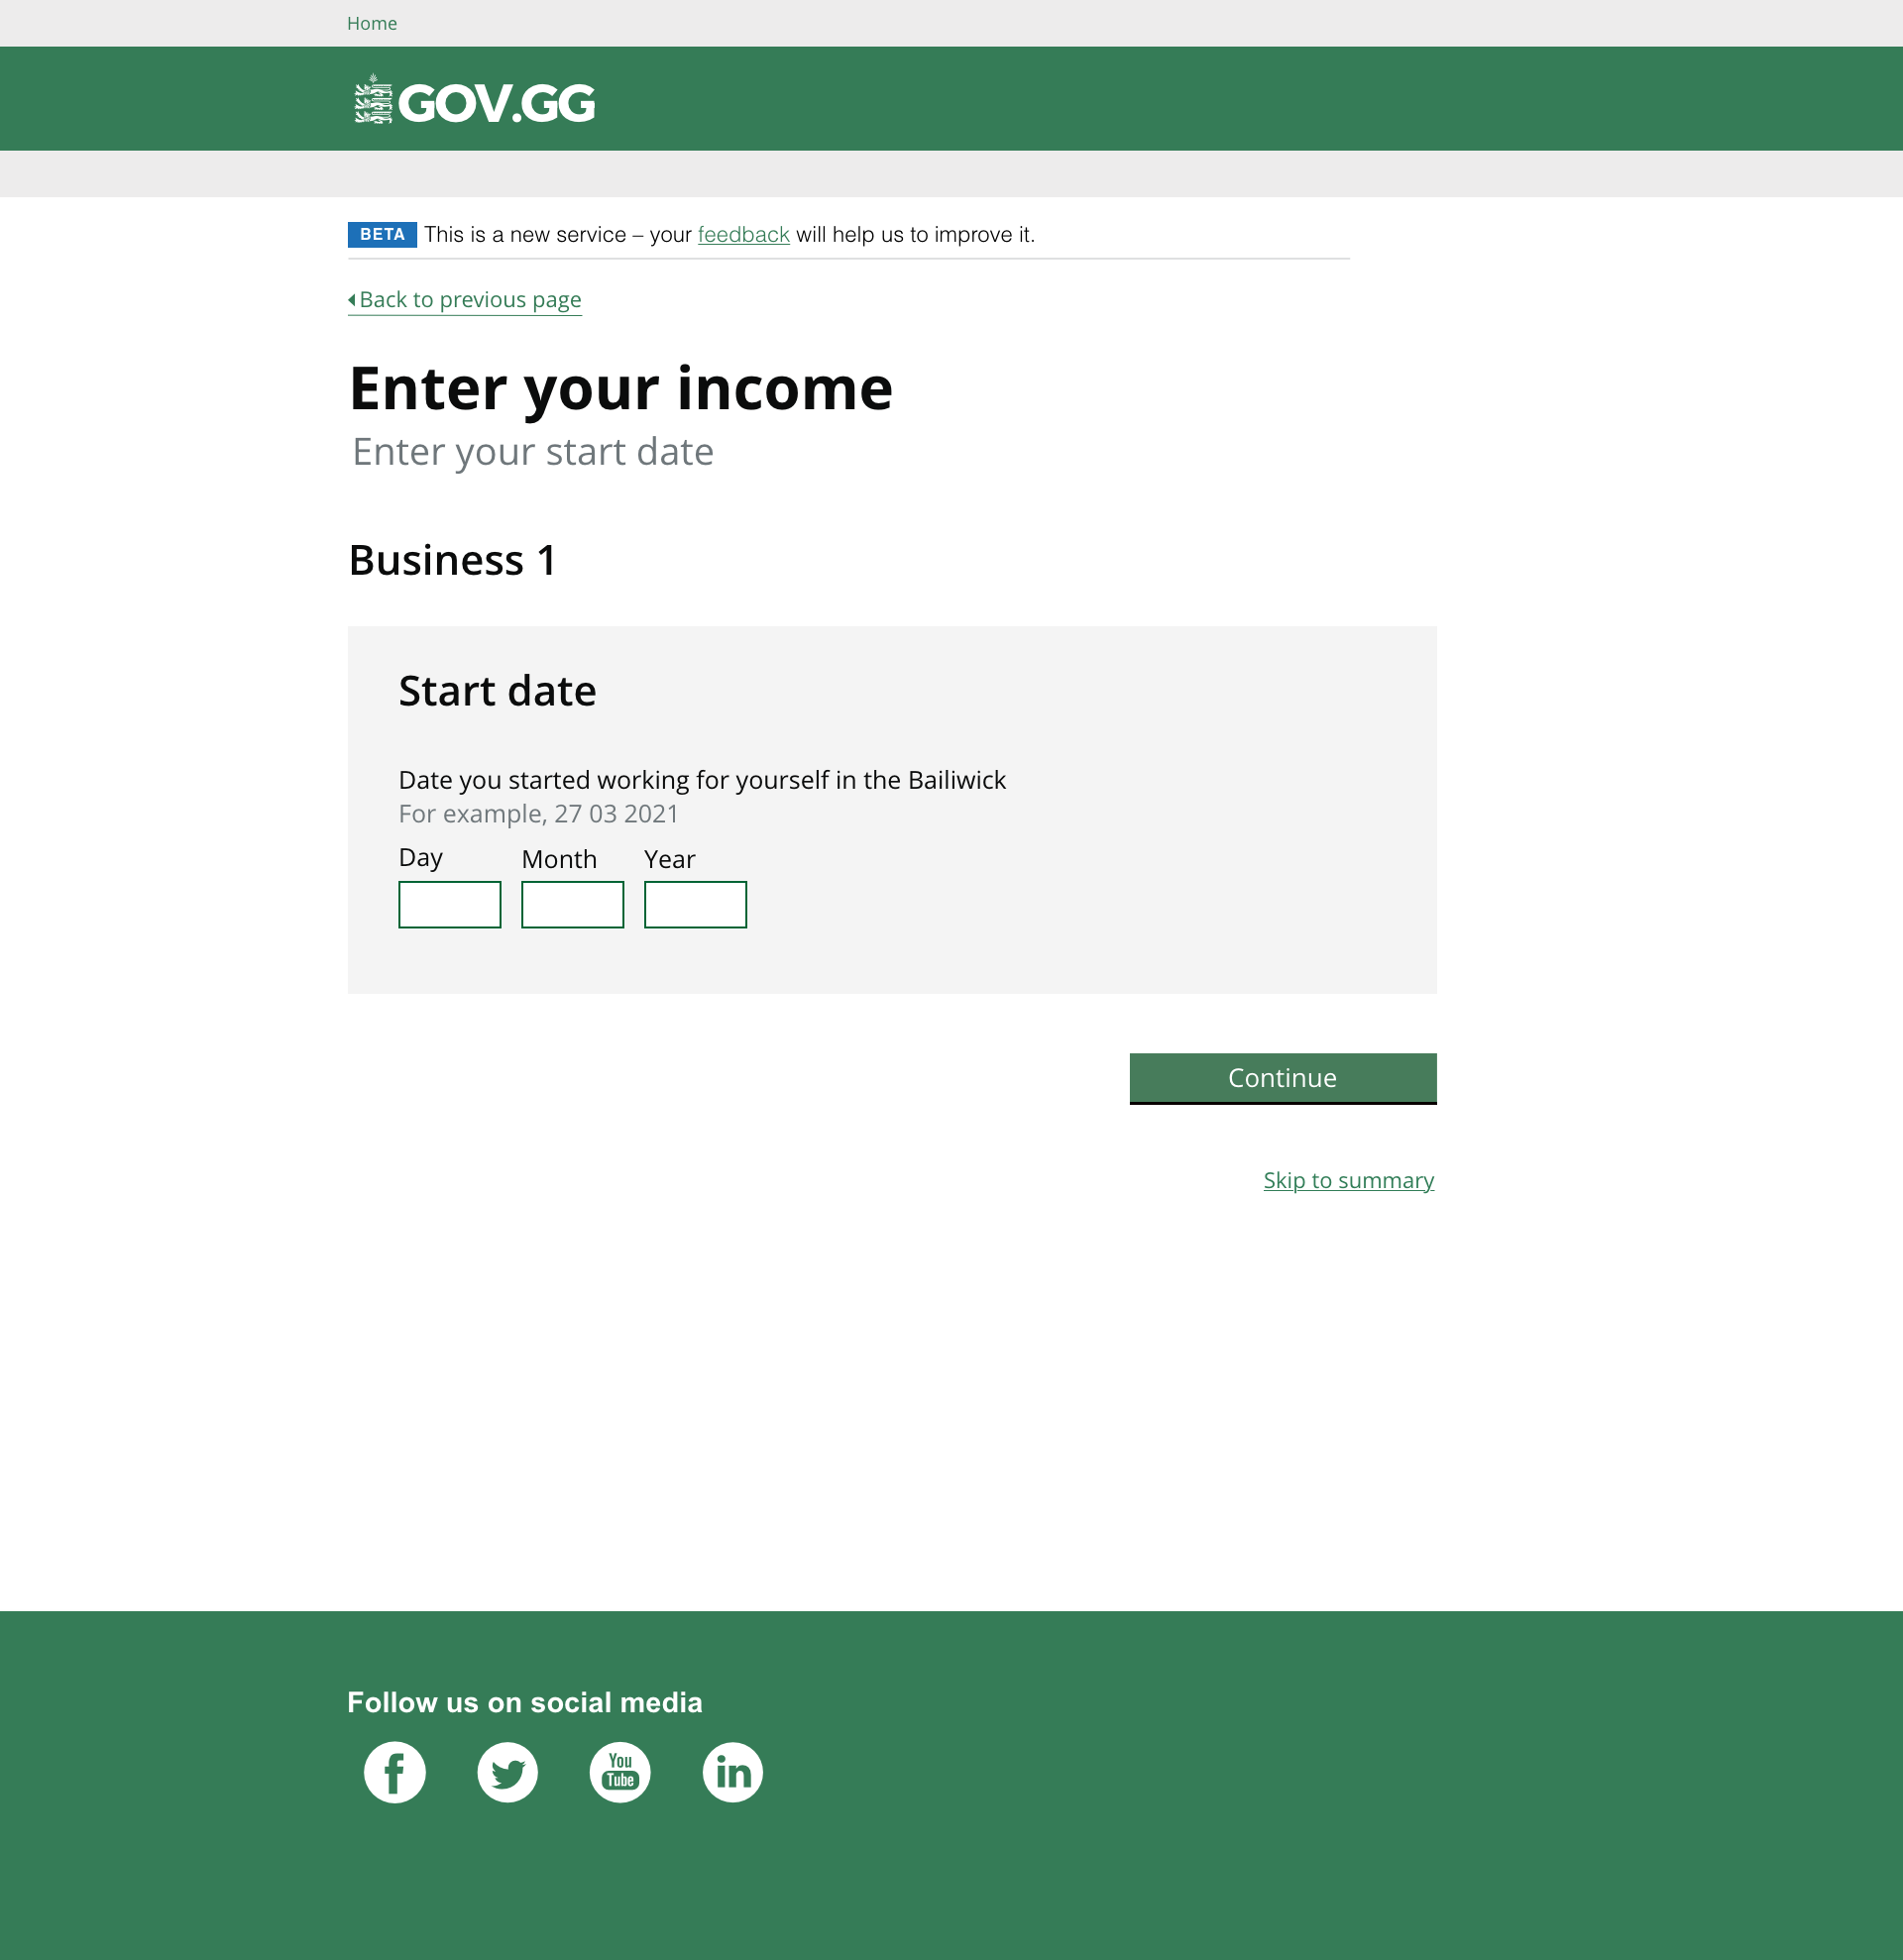 Home
GOV.GG
BETA This is a new service – your feedback will help us to improve it.
Back to previous page
Enter your income
Enter your start date
Business 1
Start date
Date you started working for yourself in the Bailiwick
For example, 27 03 2021
Day Month Year
Continue
Skip to summary
Follow us on social media
f You Tube in